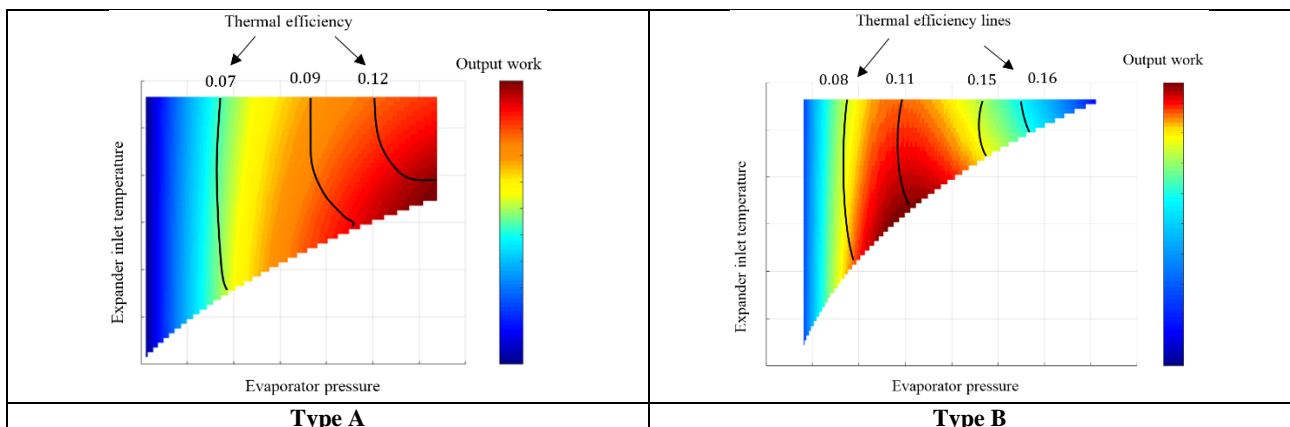 Thermal efficiency
Output work
0.07
0.09
0.12
Expander inlet temperature
Evaporator pressure
Type A
Thermal efficiency lines
Output work
0.08
0.11
0.15
0.16
Expander inlet temperature
Evaporator pressure
Type B